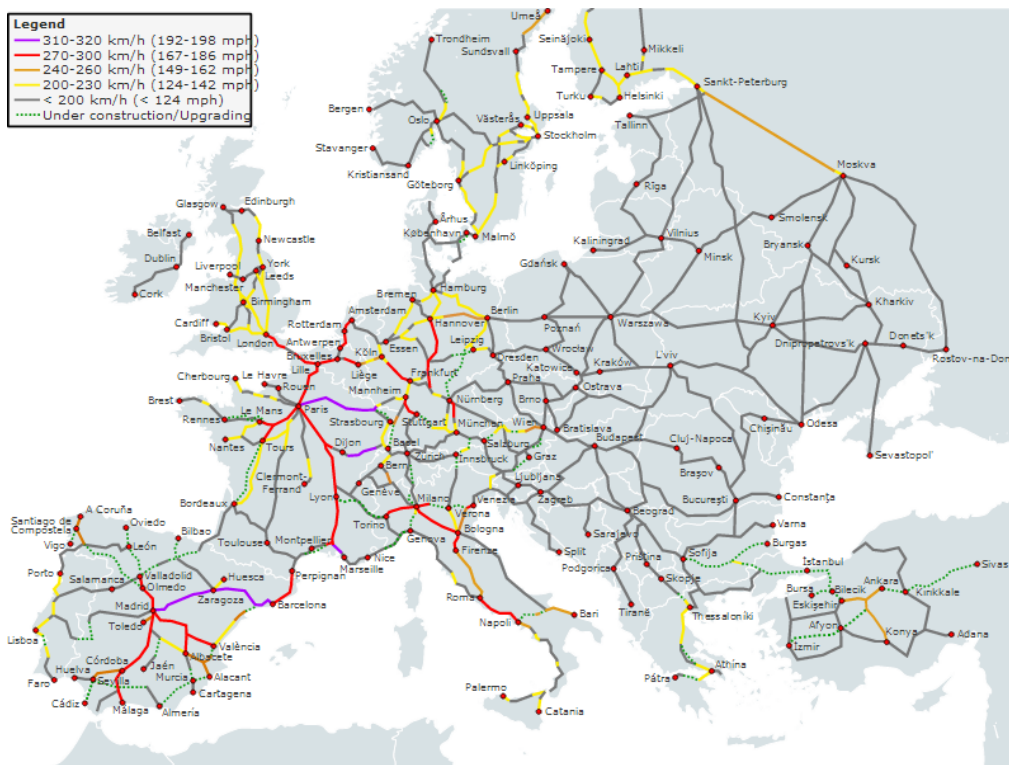 Legend
310-320 km/h (192-198 mph)
270-300 km/h (167-186 mph)
240-260 km/h (149-162 mph)
200-230 km/h (124-142 mph)
< 200 km/h (< 124 mph)
Under construction/Upgrading
Umeå
Trondheim
Sundsvall
Seinäjoki
Mikkeli
Tampere
Lahti
Sankt-Peterburg
Turku
Helsinki
Bergen
Oslo
Västerås
Uppsala
Tallinn
Stockholm
Stavanger
Kristiansand
Linköping
Moskva
Göteborg
Rīga
Glasgow
Edinburgh
Århus
Smolensk
Belfast
København
Malmö
Vilnius
Newcastle
Kaliningrad
Minsk
Bryansk
Dublin
Liverpool
York
Leeds
Gdańsk
Kursk
Manchester
Cork
Birmingham
Bremen
Hamburg
Amsterdam
Kharkiv
Cardiff
Bristol
London
Rotterdam
Hannover
Berlin
Poznań
Warszawa
Kyiv
Antwerpen
Bruxelles
Essen
Leipzig
Dnipropetrovs'k
Donets'k
Lille
Köln
Wrocław
Rostov-na-Don
Liège
Dresden
Katowice
Kraków
L'viv
Cherbourg
Le Havre
Rouen
Frankfurt
Praha
Ostrava
Mannheim
Brest
Le Mans
Paris
Nürnberg
Brno
Rennes
Strasbourg
Stuttgart
Chişinău
Odesa
München
Wien
Bratislava
Nantes
Tours
Dijon
Basel
Salzburg
Budapest
Cluj-Napoca
Zürich
Innsbruck
Graz
Sevastopol'
Bern
Braşov
Clermont-
Ferrand
Genève
Ljubljana
Zagreb
Bordeaux
Lyon
Milano
Venezia
Bucureşti
Constanţa
Verona
Beograd
A Coruña
Torino
Santiago de
Compostela
Oviedo
Bilbao
Bologna
Varna
Toulouse
Montpellier
Genova
Sarajevo
Vigo
León
Nice
Firenze
Split
Priština
Sofija
Burgas
Marseille
Podgorica
İstanbul
Sivas
Porto
Salamanca
Valladolid
Huesca
Perpignan
Skopje
Ankara
Olmedo
Bursa
Bilecik
Kırıkkale
Zaragoza
Roma
Eskişehir
Madrid
Barcelona
Bari
Tiranë
Thessaloníki
Toledo
Napoli
Afyon
Lisboa
Konya
Adana
València
İzmir
Albacete
Córdoba
Jaén
Huelva
Murcia
Alacant
Athina
Faro
Sevilla
Pátra
Cartagena
Palermo
Cádiz
Màlaga
Almería
Catania